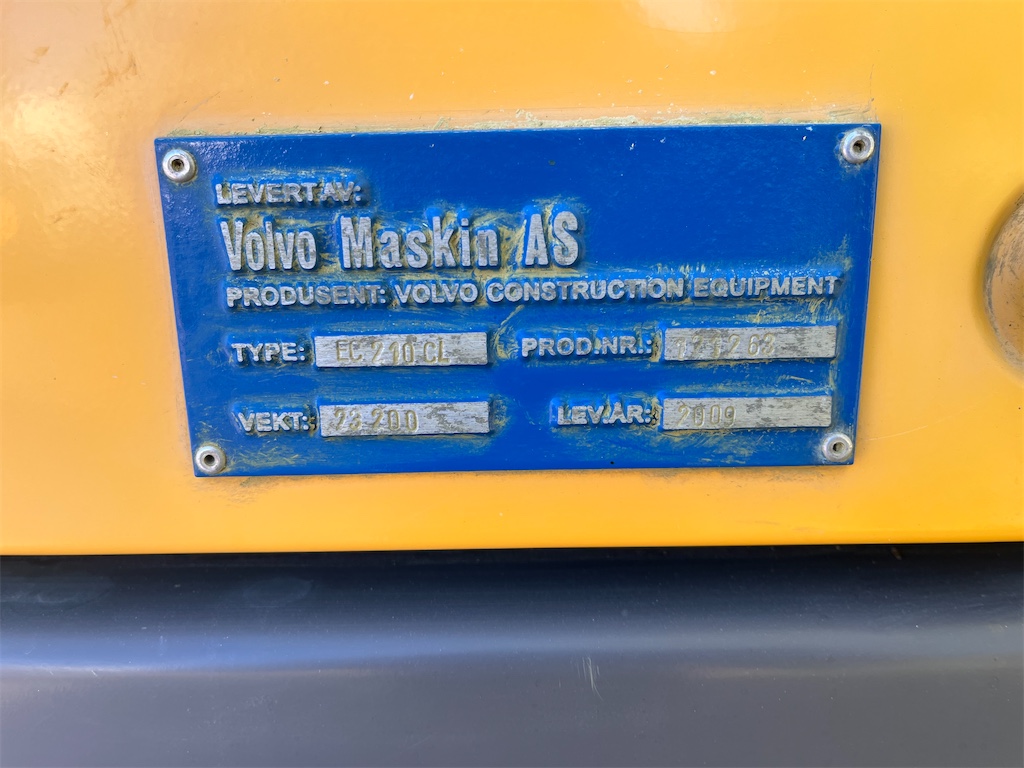 LEVERT AV:
Volvo Maskin AS
PRODUSENT: VOLVO CONSTRUCTION EQUIPMENT
TYPE: EC 210 CL PROD.NR.:
VEKT: LEV.ÅR: 2009